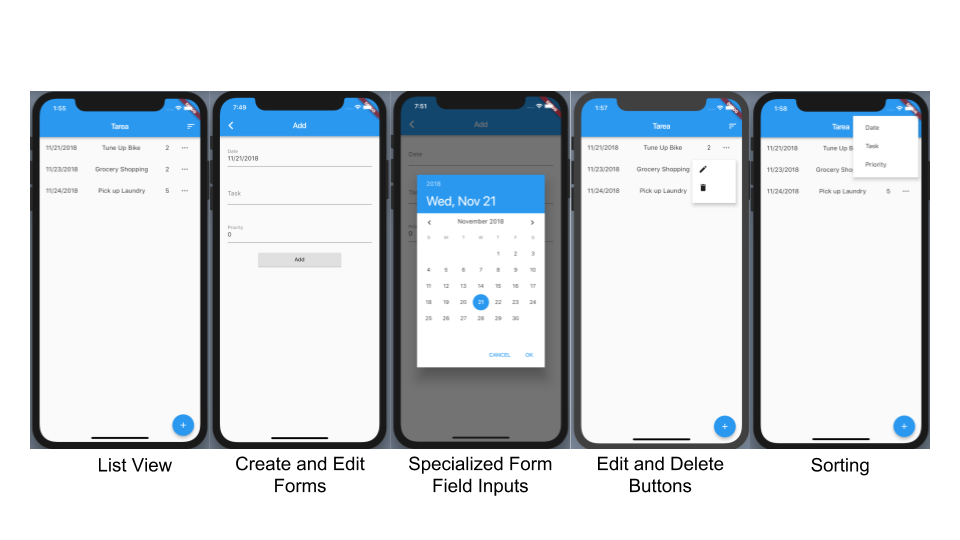 1:55
Tarea
11/21/2018 Tune Up Bike 2 ···
11/23/2018 Grocery Shopping 2 ···
11/24/2018 Pick up Laundry 5 ···
+
List View
7:49
Add
Date
11/21/2018
Task
Priority
0
Add
Create and Edit
Forms
7:51
Add
Date
2018
Wed, Nov 21
November 2018
S M T W T F S
1 2 3
4 5 6 7 8 9 10
11 12 13 14 15 16 17
18 19 20 21 22 23 24
25 26 27 28 29 30
CANCEL OK
0
Specialized Form
Field Inputs
1:57
Tarea
11/21/2018 Tune Up Bike 2 ···
11/23/2018 Grocery Shopping
11/24/2018 Pick up Laundry
+
Edit and Delete
Buttons
1:58
Tarea
Date
Task
Priority
11/21/2018 Tune Up B
11/23/2018 Grocery Shop
11/24/2018 Pick up Laundry 5 ···
+
Sorting